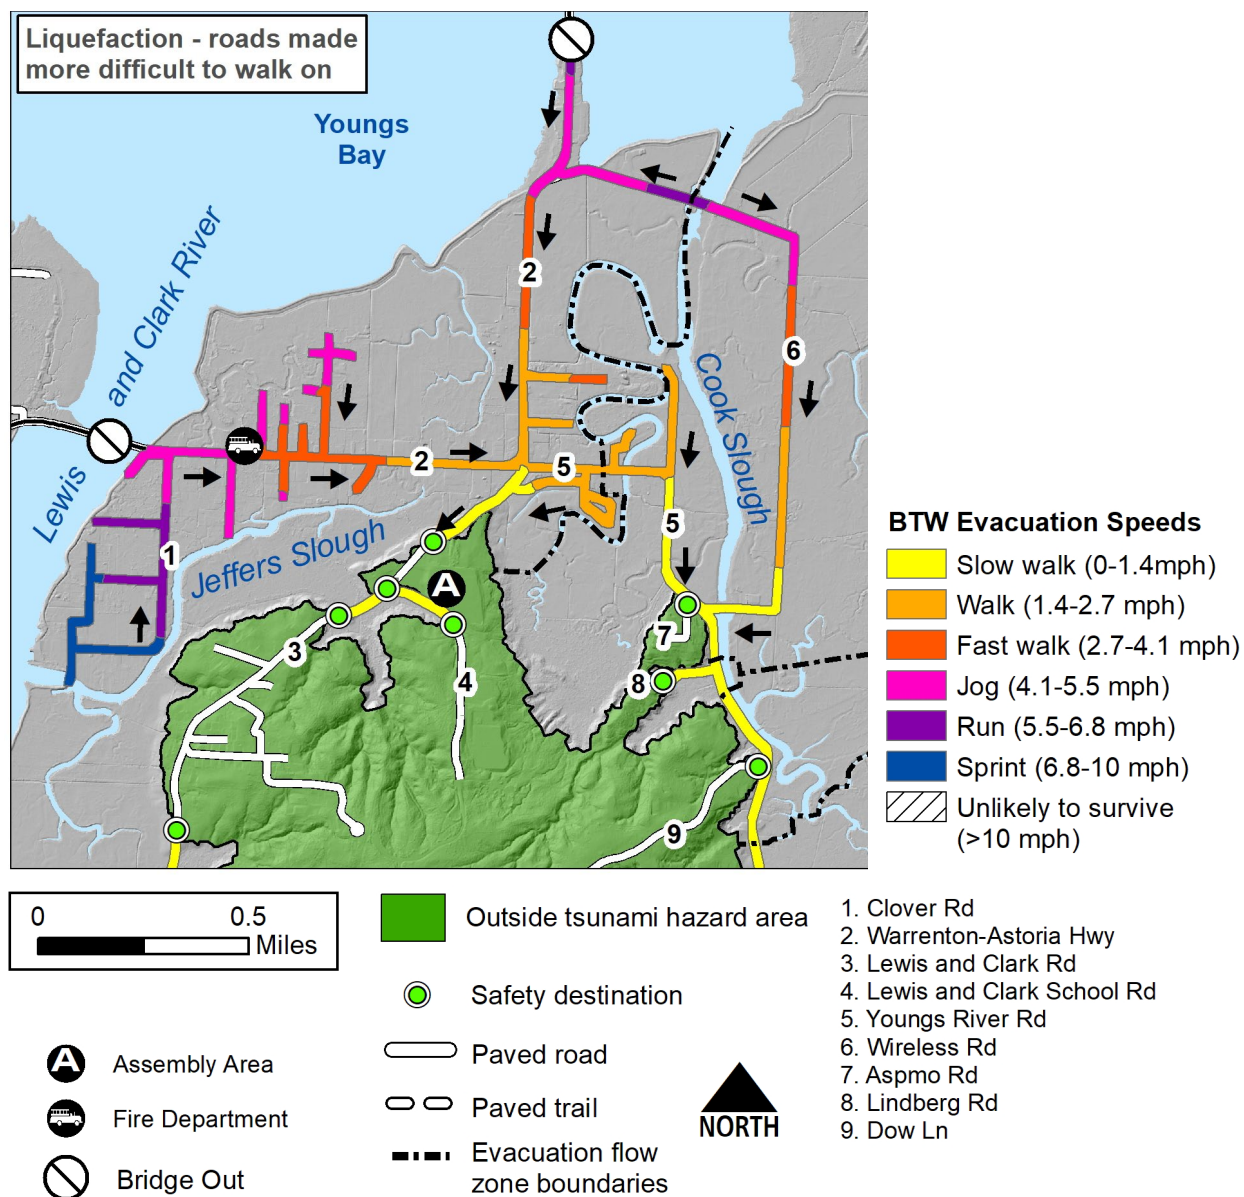 Liquefaction - roads made
more difficult to walk on
Youngs
Bay
Lewis and Clark River
2
6
Cook Slough
2
5
5
1
Jeffers Slough
A
7
3
4
8
9
BTW Evacuation Speeds
Slow walk (0-1.4mph)
Walk (1.4-2.7 mph)
Fast walk (2.7-4.1 mph)
Jog (4.1-5.5 mph)
Run (5.5-6.8 mph)
Sprint (6.8-10 mph)
Unlikely to survive
(>10 mph)
0 0.5
Miles
A Assembly Area
Fire Department
Bridge Out
Outside tsunami hazard area
Safety destination
Paved road
Paved trail
Evacuation flow
zone boundaries
NORTH
1. Clover Rd
2. Warrenton-Astoria Hwy
3. Lewis and Clark Rd
4. Lewis and Clark School Rd
5. Youngs River Rd
6. Wireless Rd
7. Aspmo Rd
8. Lindberg Rd
9. Dow Ln